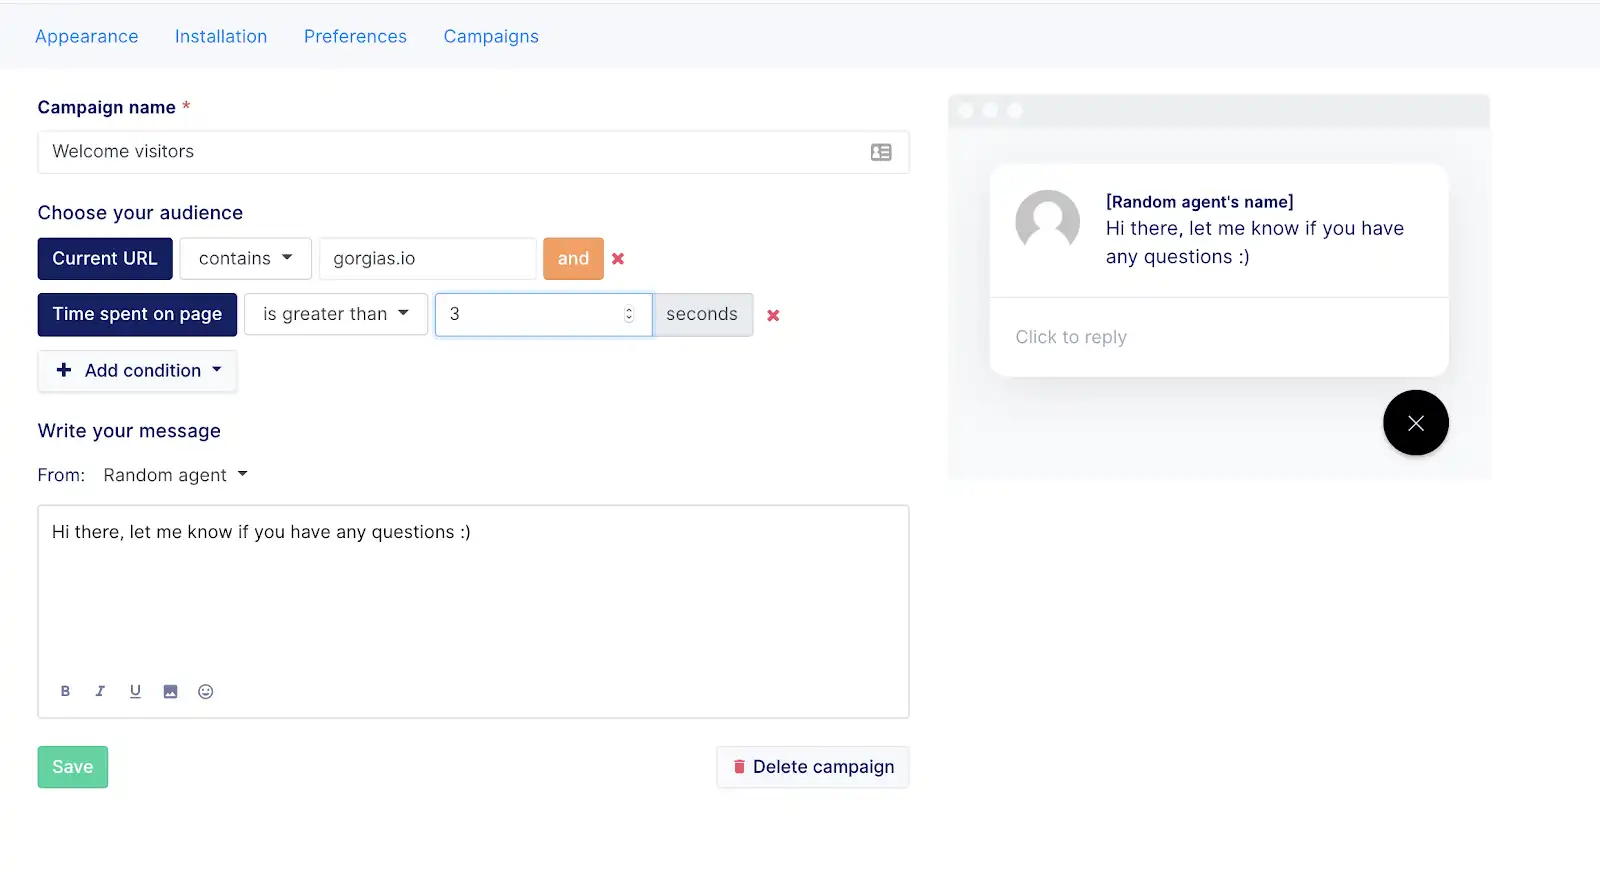 Appearance Installation Preferences Campaigns
Campaign name *
Welcome visitors
Choose your audience
Current URL contains gorgias.io and
Time spent on page is greater than 3 seconds
Add condition
Write your message
From: Random agent
Hi there, let me know if you have any questions :)
B I U
Save
Delete campaign
[Random agent's name]
Hi there, let me know if you have
any questions :)
Click to reply